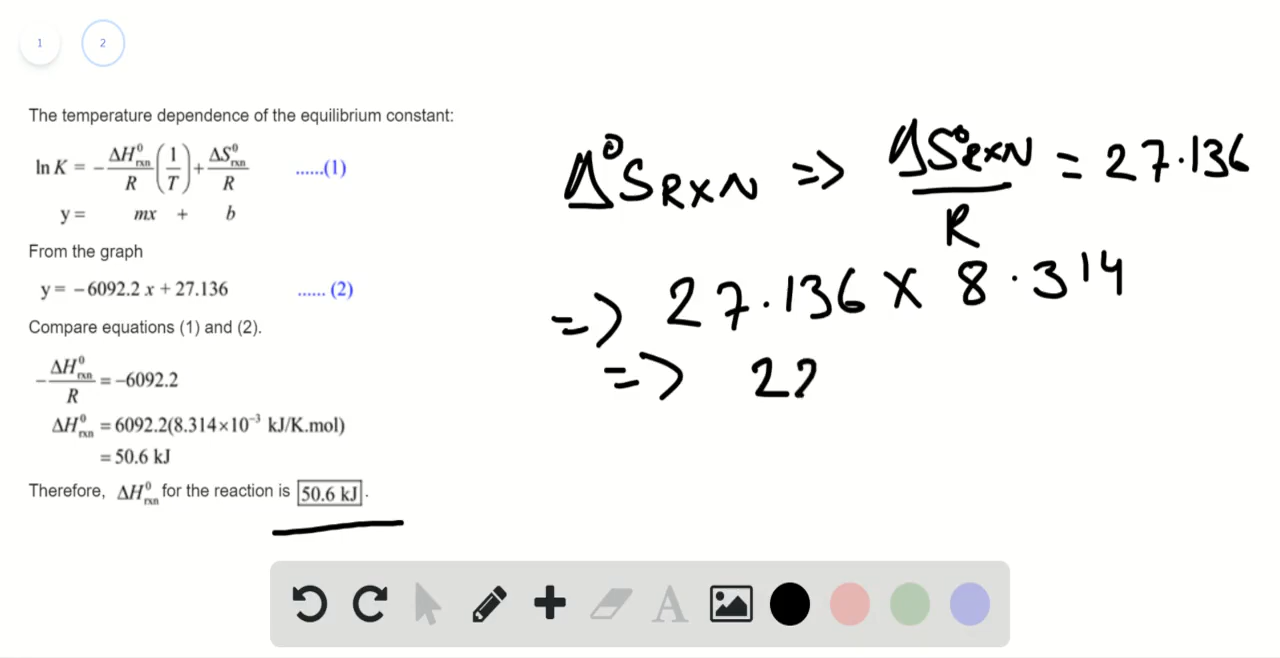 1 2
The temperature dependence of the equilibrium constant:
ln K = -ΔH⁰rxn/R (1/T) + ΔS⁰rxn/R ......(1)
y = mx + b
From the graph
y = −6092.2 x + 27.136 ...... (2)
Compare equations (1) and (2).
-ΔH⁰rxn/R = −6092.2
ΔH⁰rxn = 6092.2(8.314×10⁻³ kJ/K.mol)
= 50.6 kJ
Therefore, ΔH⁰rxn for the reaction is 50.6 kJ.
Δ⁰SRXN => ΔS⁰RXN/R = 27.136
=> 27.136 × 8.314
=> 22
A